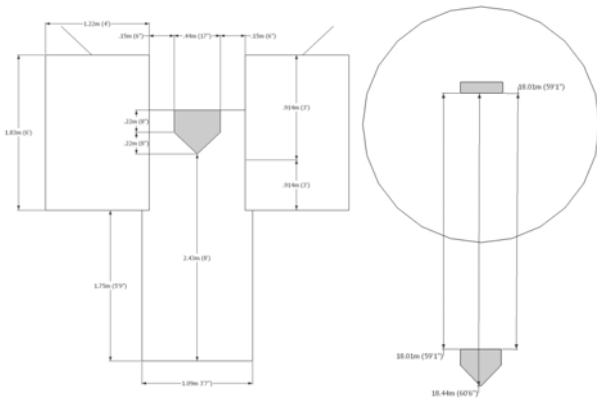 1.22m (4')
.15m (6") .44m (17") .15m (6")
18.01m (59'1")
.22m (8")
1.83m (6')
.22m (8")
.914m (3')
.914m (3')
2.43m (8')
1.75m (5'9")
18.01m (59'1")
1.09m 3'7")
18.44m (60'6")